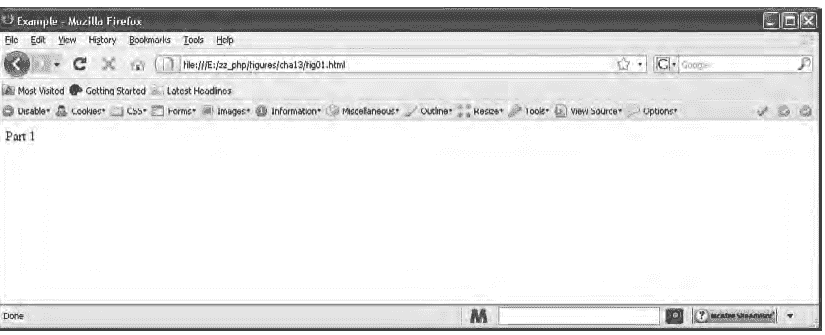 Example - Mozilla Firefox
File Edit View History Bookmarks Tools Help
file:///E:/zz_php/figures/cha13/fig01.html G Google
Most Visited Getting Started Latest Headlines
Disable Cookies CSS Forms Images Information Miscellaneous Outline Resize Tools View Source Options
Part 1
Done M McAfee SiteAdvisor